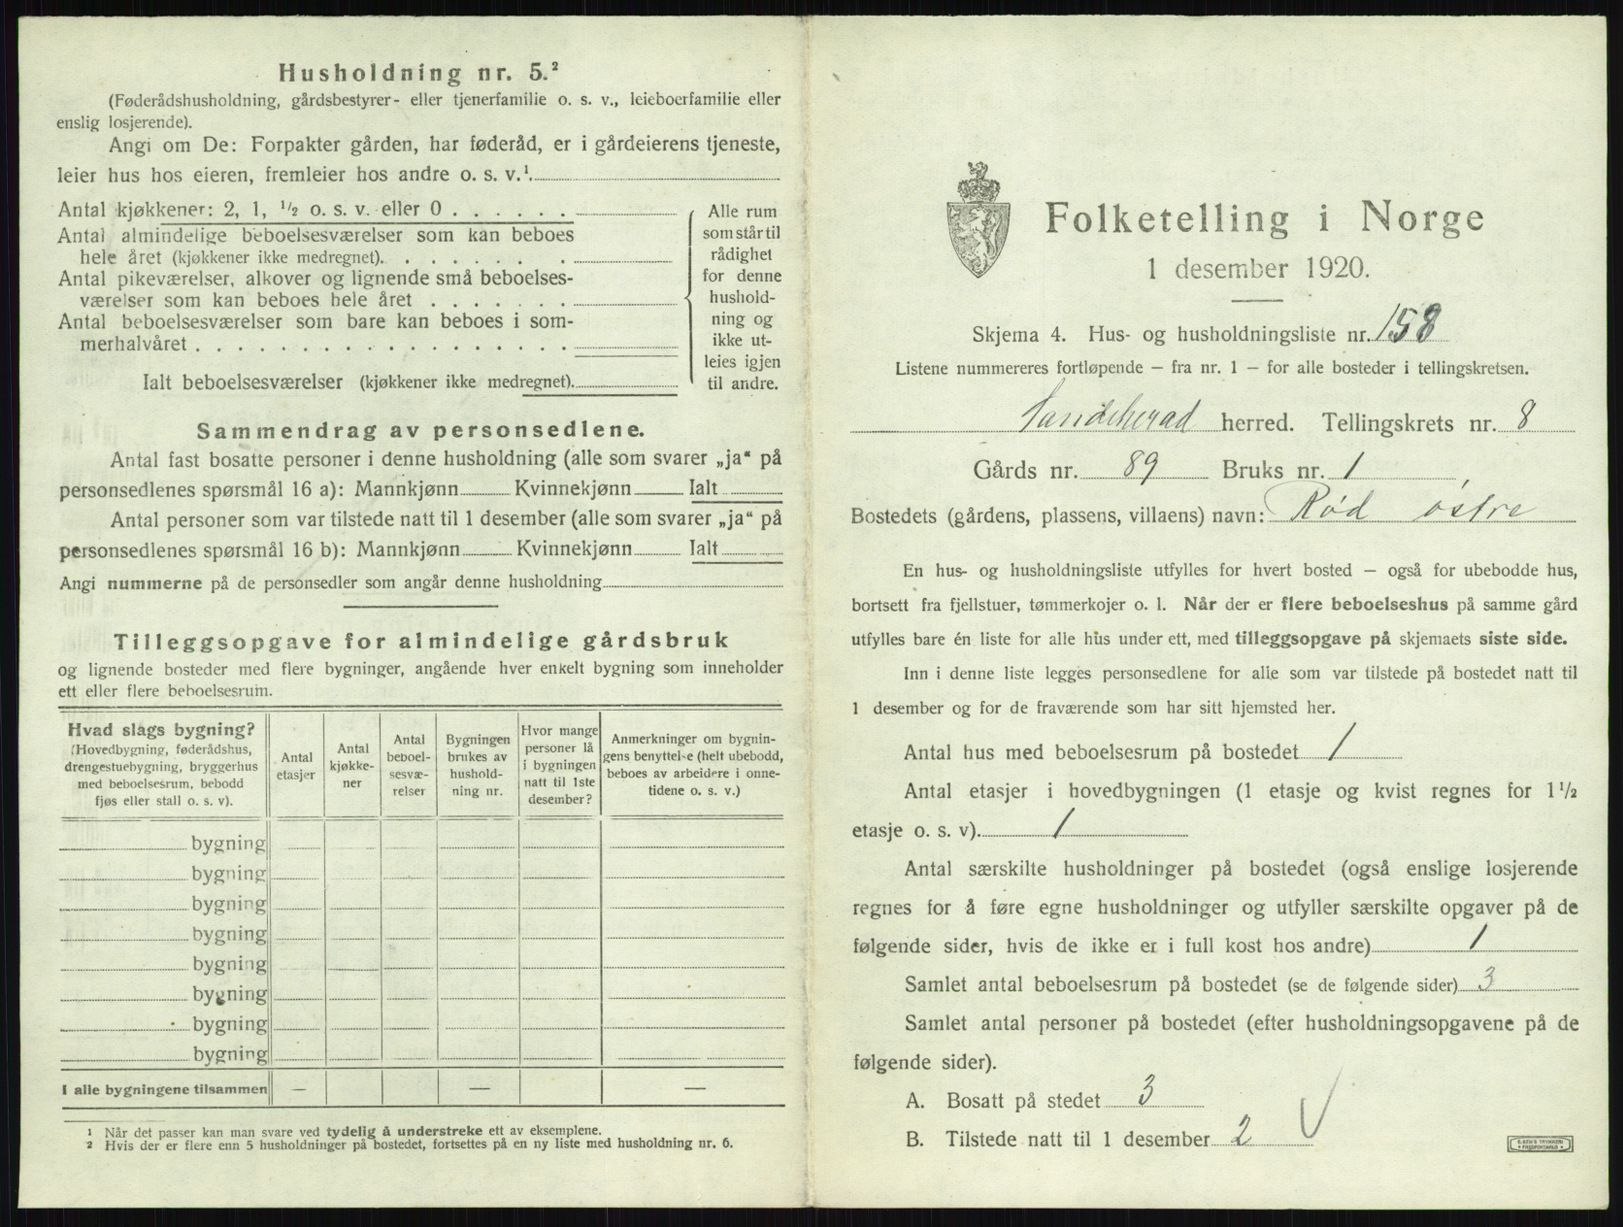 Husholdning nr. 5.²
(Føderådshusholdning, gårdsbestyrer- eller tjenerfamilie o. s. v., leieboerfamilie eller
enslig losjerende).
Angi om De: Forpakter gården, har føderåd, er i gårdeierens tjeneste,
leier hus hos eieren, fremleier hos andre o. s. v.¹.
Antal kjøkkener: 2, 1, ½ o. s. v. eller 0
Antal almindelige beboelsesværelser som kan beboes
hele året (kjøkkener ikke medregnet).
Antal pikeværelser, alkover og lignende små beboelses-
værelser som kan beboes hele året
Antal beboelsesværelser som bare kan beboes i som-
merhalvåret
Ialt beboelsesværelser (kjøkkener ikke medregnet).
Alle rum
som står til
rådighet
for denne
hushold-
ning og
ikke ut-
leies igjen
til andre.
Sammendrag av personsedlene.
Antal fast bosatte personer i denne husholdning (alle som svarer „ja“ på
personsedlenes spørsmål 16 a): Mannkjønn Kvinnekjønn Ialt
Antal personer som var tilstede natt til 1 desember (alle som svarer „ja“ på
personsedlenes spørsmål 16 b): Mannkjønn Kvinnekjønn Ialt
Angi nummerne på de personsedler som angår denne husholdning
Tilleggsopgave for almindelige gårdsbruk
og lignende bosteder med flere bygninger, angående hver enkelt bygning som inneholder
ett eller flere beboelsesrum.
Hvad slags bygning?
(Hovedbygning, føderådshus,
drengestuebygning, bryggerhus
med beboelsesrum, bebodd
fjøs eller stall o. s. v).
Antal
etasjer
Antal
kjøkke-
ner
Antal
beboel-
sesvæ-
relser
Bygningen
brukes av
hushold-
ning nr.
Hvor mange
personer lå
i bygningen
natt til 1ste
desember?
Anmerkninger om bygnin-
gens benyttelse (helt ubebodd,
beboes av arbeidere i onne-
tidene o. s. v.)
bygning
bygning
bygning
bygning
bygning
bygning
bygning
bygning
I alle bygningene tilsammen — — —
¹ Når det passer kan man svare ved tydelig å understreke ett av eksemplene.
² Hvis der er flere enn 5 husholdninger på bostedet, fortsettes på en ny liste med husholdning nr. 6.
Folketelling i Norge
1 desember 1920.
Skjema 4. Hus- og husholdningsliste nr. 158
Listene nummereres fortløpende — fra nr. 1 — for alle bosteder i tellingskretsen.
Sandeherad herred. Tellingskrets nr. 8
Gårds nr. 89 Bruks nr. 1
Bostedets (gårdens, plassens, villaens) navn: Rød østre
En hus- og husholdningsliste utfylles for hvert bosted — også for ubebodde hus,
bortsett fra fjellstuer, tømmerkojer o. l. Når der er flere beboelseshus på samme gård
utfylles bare én liste for alle hus under ett, med tilleggsopgave på skjemaets siste side.
Inn i denne liste legges personsedlene for alle som var tilstede på bostedet natt til
1 desember og for de fraværende som har sitt hjemsted her.
Antal hus med beboelsesrum på bostedet 1
Antal etasjer i hovedbygningen (1 etasje og kvist regnes for 1½
etasje o. s. v). 1
Antal særskilte husholdninger på bostedet (også enslige losjerende
regnes for å føre egne husholdninger og utfyller særskilte opgaver på de
følgende sider, hvis de ikke er i full kost hos andre) 1
Samlet antal beboelsesrum på bostedet (se de følgende sider) 3
Samlet antal personer på bostedet (efter husholdningsopgavene på de
følgende sider).
A. Bosatt på stedet 3
B. Tilstede natt til 1 desember 2